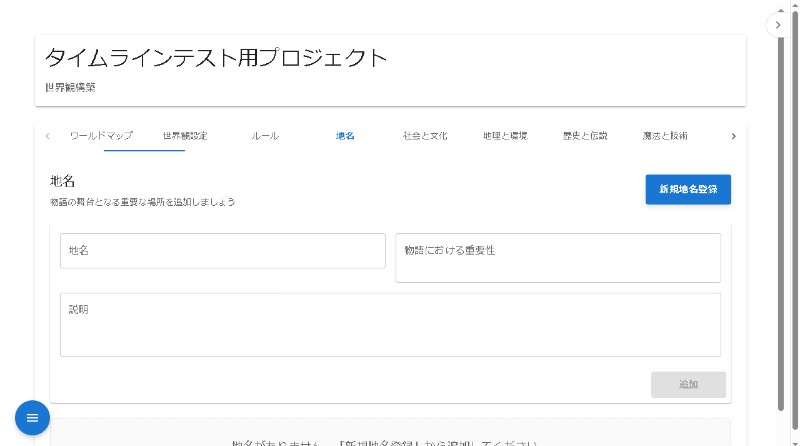 タイムラインテスト用プロジェクト
世界観構築
ワールドマップ 世界観設定 ルール 地名 社会と文化 地理と環境 歴史と伝説 魔法と技術
地名
物語の舞台となる重要な場所を追加しましょう
新規地名登録
地名
物語における重要性
説明
追加
地名がありません。「新規地名登録」から追加してください